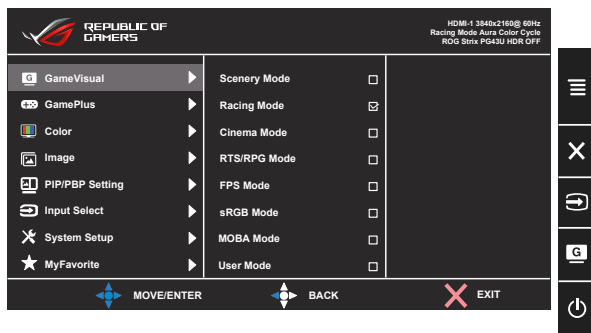 REPUBLIC OF
GAMERS
HDMI-1 3840x2160@ 60Hz
Racing Mode Aura Color Cycle
ROG Strix PG43U HDR OFF
G GameVisual
GamePlus
Color
Image
PIP/PBP Setting
Input Select
System Setup
MyFavorite
Scenery Mode
Racing Mode
Cinema Mode
RTS/RPG Mode
FPS Mode
sRGB Mode
MOBA Mode
User Mode
MOVE/ENTER
BACK
EXIT
G